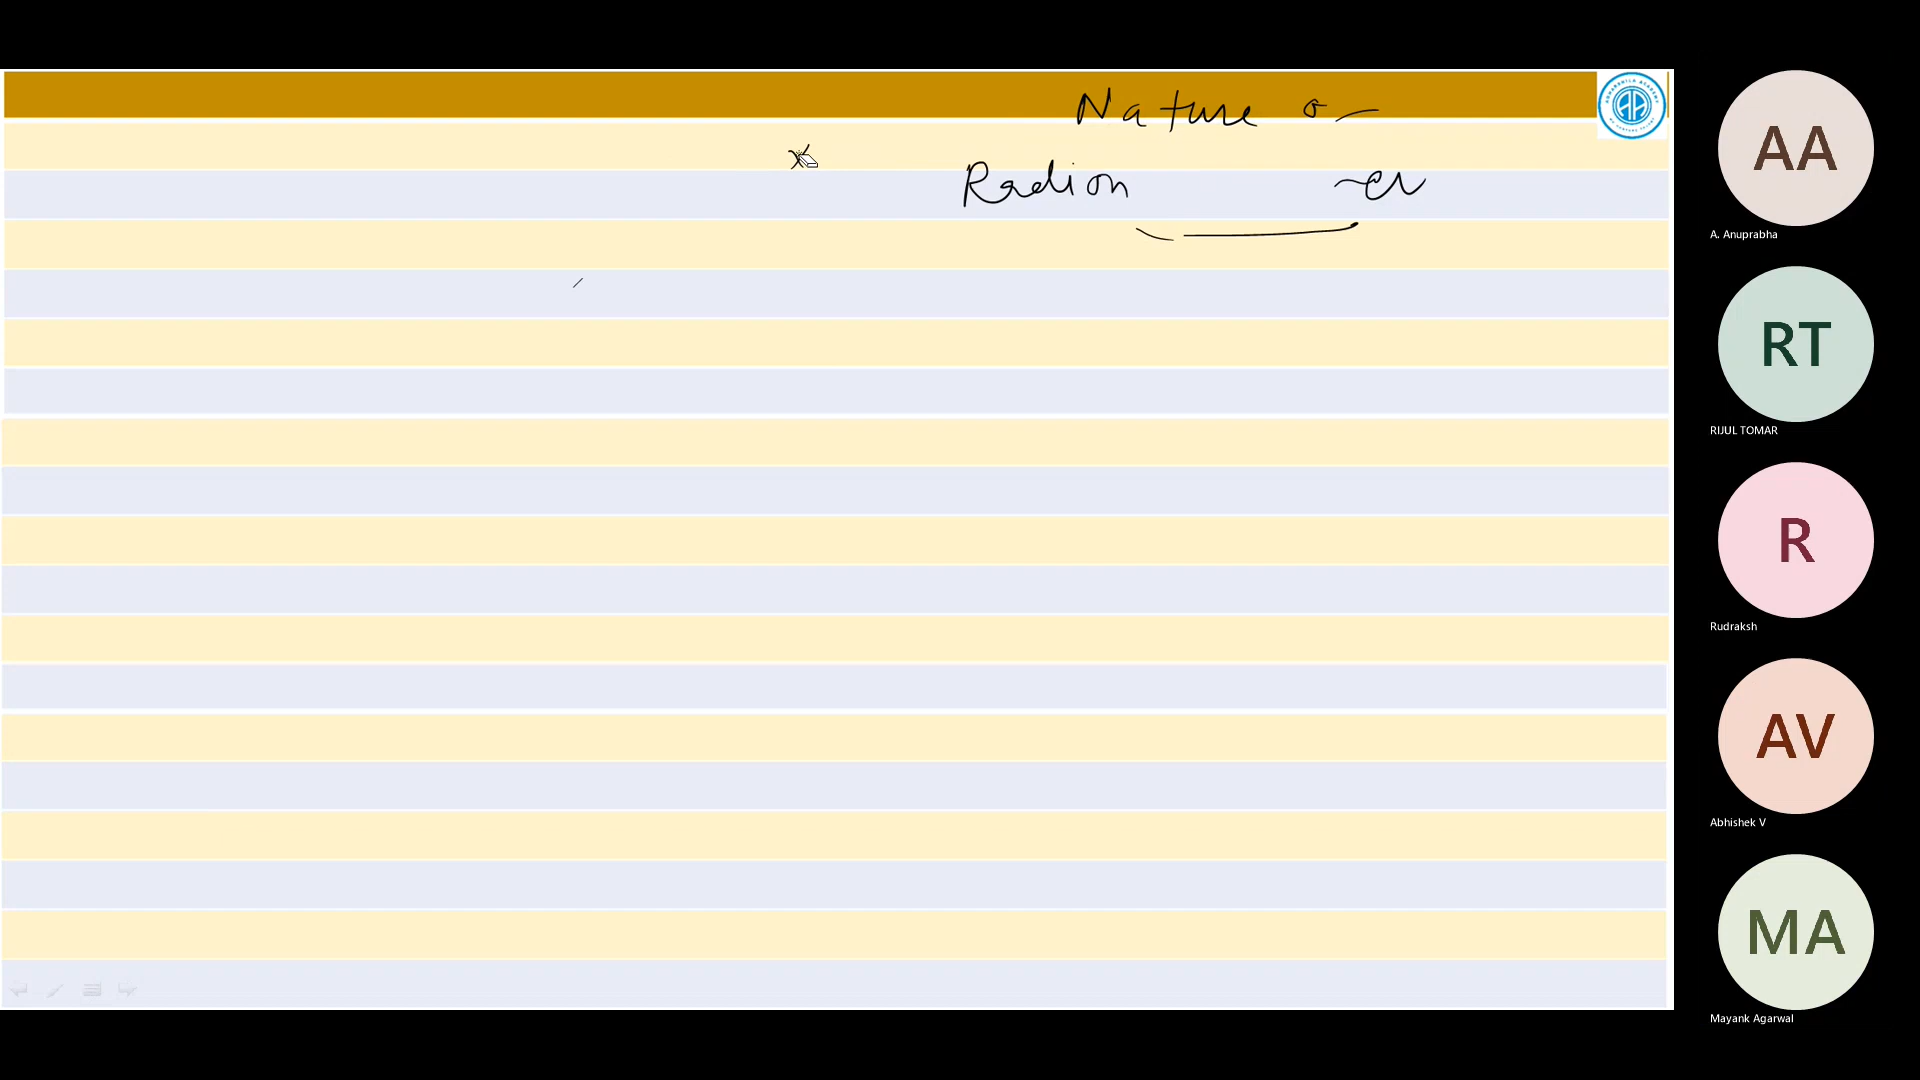 Nature
Radion
AA
A. Anuprabha
RT
RIJUL TOMAR
R
Rudraksh
AV
Abhishek V
MA
Mayank Agarwal